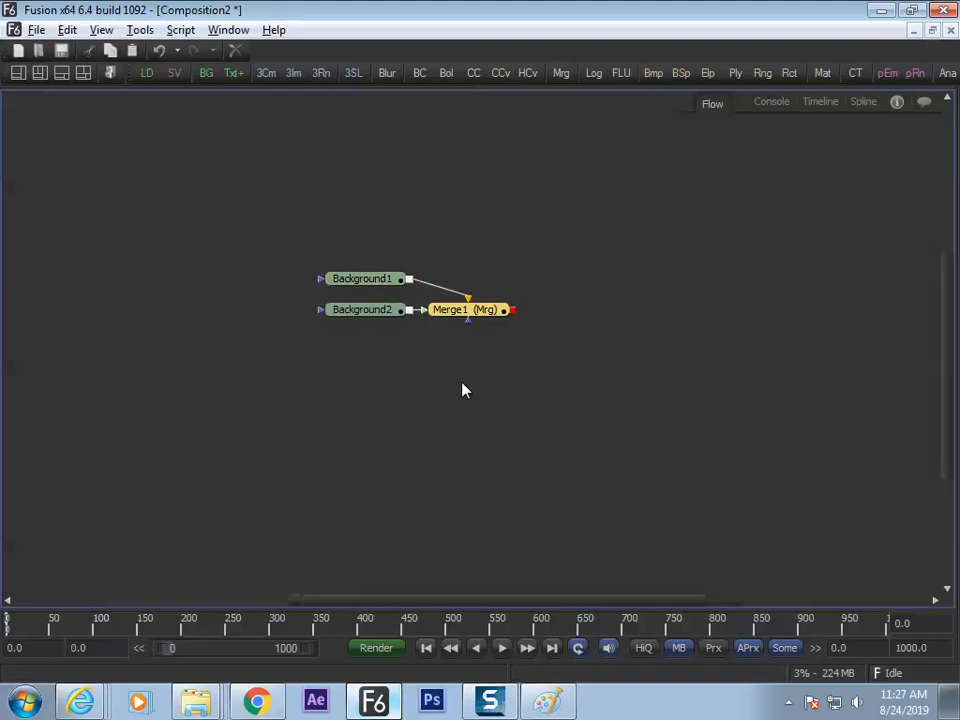 Fusion x64 6.4 build 1092 - [Composition2 *]
File Edit View Tools Script Window Help
LD SV BG Txt+ 3Cm 3Im 3Rn 3SL Blur BC Bol CC CCv HCv Mrg Log FLU Bmp BSp Elp Ply Rng Rct Mat CT pEm pRn Ana
Flow Console Timeline Spline
Background1
Background2 Merge1 (Mrg)
0 50 100 150 200 250 300 350 400 450 500 550 600 650 700 750 800 850 900 950 1 0.0
0.0 0.0 << 0 1000 Render HiQ MB Prx APrx Some >> 0.0 1000.0
3% - 224 MB Idle
Ae F6 Ps S 11:27 AM
8/24/2019